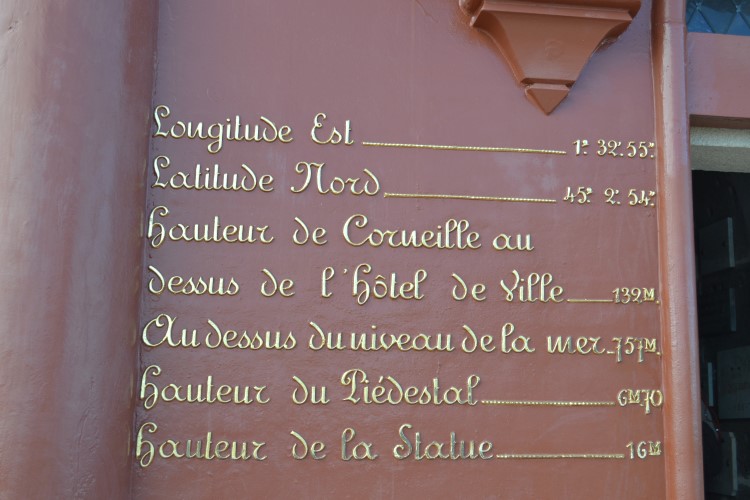 Longitude Est 1° 32' 55"
Latitude Nord 45° 2' 54"
Hauteur de Corneille au
dessus de l'hôtel de Ville 132M
Au dessus du niveau de la mer 757M
Hauteur du Piédestal 6M70
Hauteur de la Statue 16M